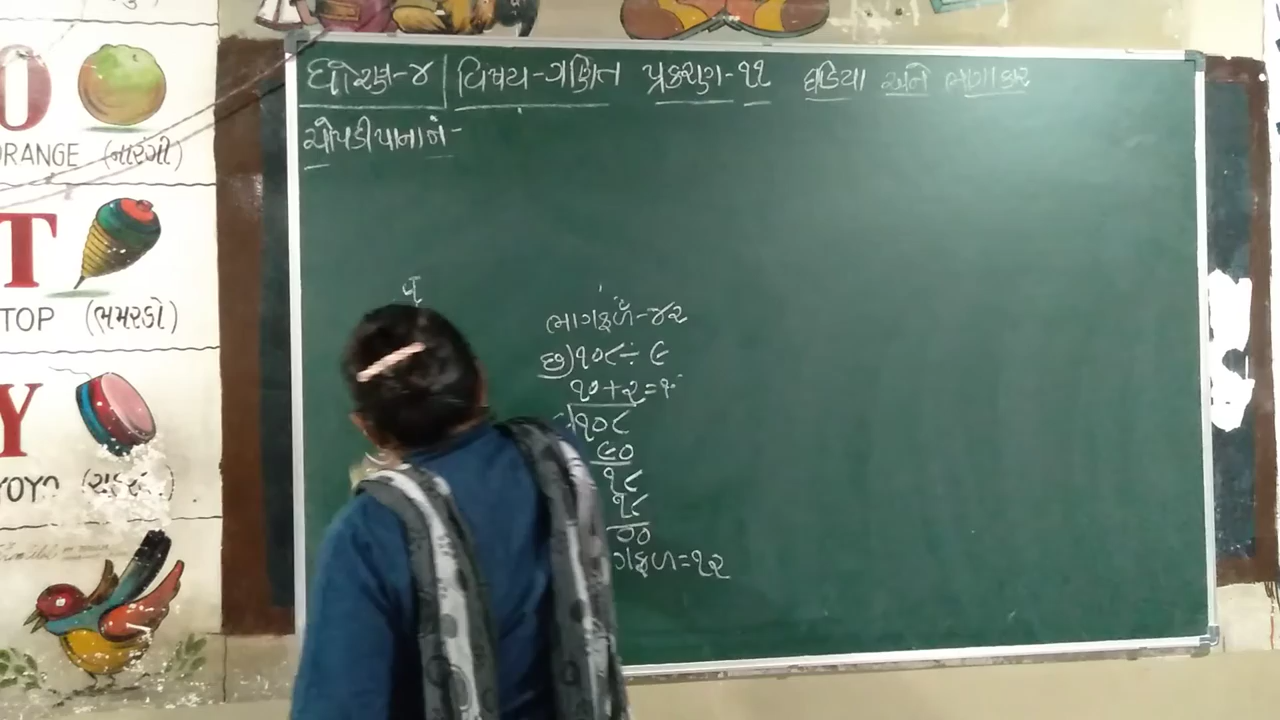 O
ORANGE (નારંગી)
T
TOP (ભમરડો)
Y
YOYO
ધોરણ-૪ | વિષય-ગણિત પ્રકરણ-૧૧ ઘડિયા અને ભાગાકાર
ચોપડી પાના નં-
ભાગફળ-૪૨
છ) ૧૦૮ ÷ ૯
૧૦+૨=૧
૧૦૮
૯૦
૧૮
૧૮
૦૦
ગફળ=૧૨